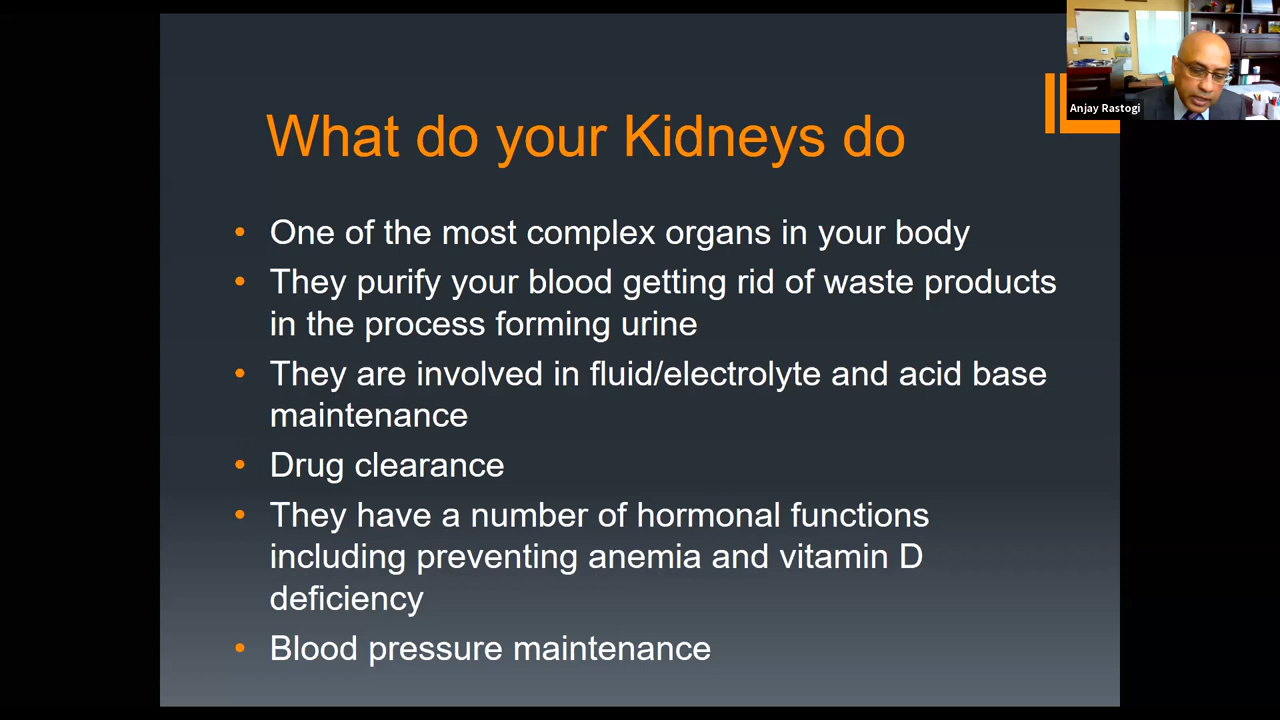 What do your Kidneys do
Anjay Rastogi
• One of the most complex organs in your body
• They purify your blood getting rid of waste products
in the process forming urine
• They are involved in fluid/electrolyte and acid base
maintenance
• Drug clearance
• They have a number of hormonal functions
including preventing anemia and vitamin D
deficiency
• Blood pressure maintenance